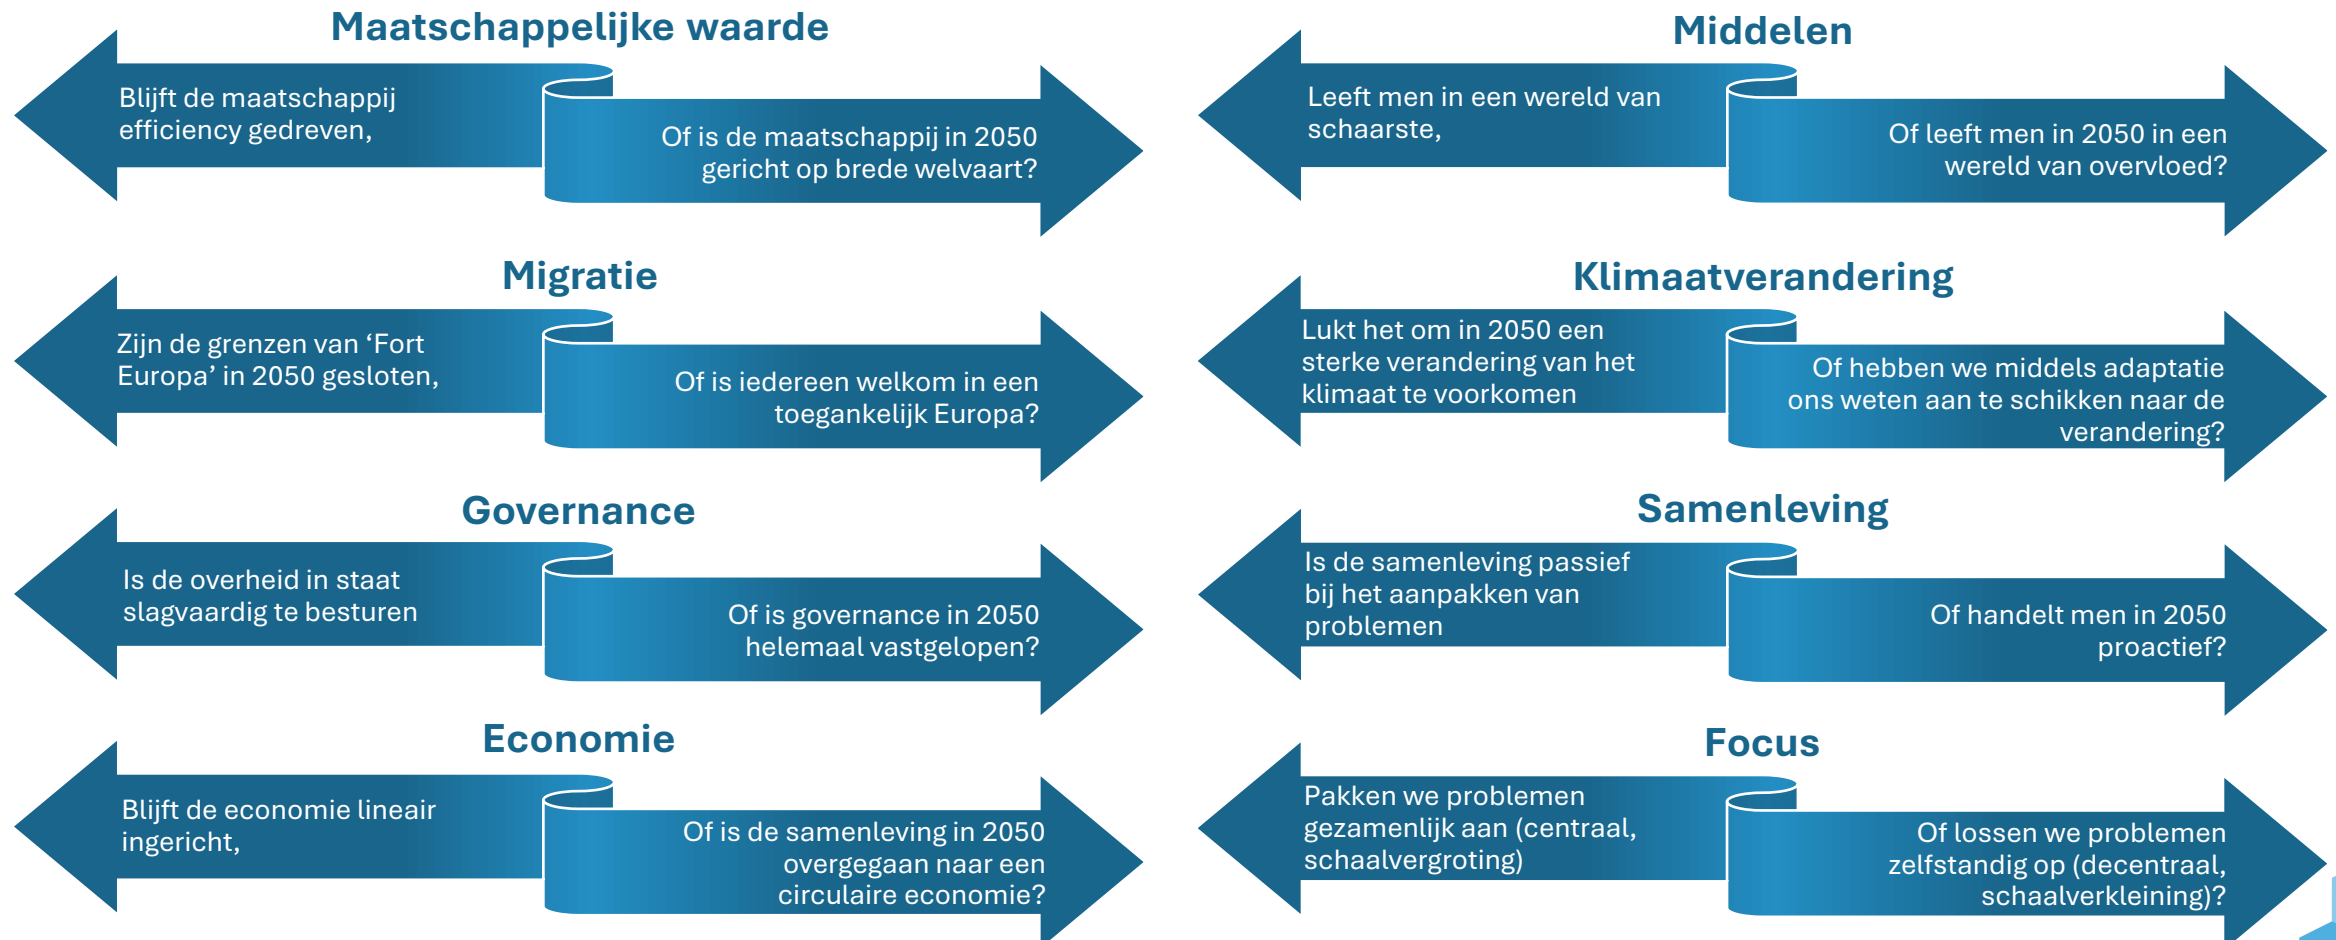 Maatschappelijke waarde
Blijft de maatschappij
efficiency gedreven,
Of is de maatschappij in 2050
gericht op brede welvaart?
Middelen
Leeft men in een wereld van
schaarste,
Of leeft men in 2050 in een
wereld van overvloed?
Migratie
Zijn de grenzen van ‘Fort
Europa’ in 2050 gesloten,
Of is iedereen welkom in een
toegankelijk Europa?
Klimaatverandering
Lukt het om in 2050 een
sterke verandering van het
klimaat te voorkomen
Of hebben we middels adaptatie
ons weten aan te schikken naar de
verandering?
Governance
Is de overheid in staat
slagvaardig te besturen
Of is governance in 2050
helemaal vastgelopen?
Samenleving
Is de samenleving passief
bij het aanpakken van
problemen
Of handelt men in 2050
proactief?
Economie
Blijft de economie lineair
ingericht,
Of is de samenleving in 2050
overgegaan naar een
circulaire economie?
Focus
Pakken we problemen
gezamenlijk aan (centraal,
schaalvergroting)
Of lossen we problemen
zelfstandig op (decentraal,
schaalverkleining)?